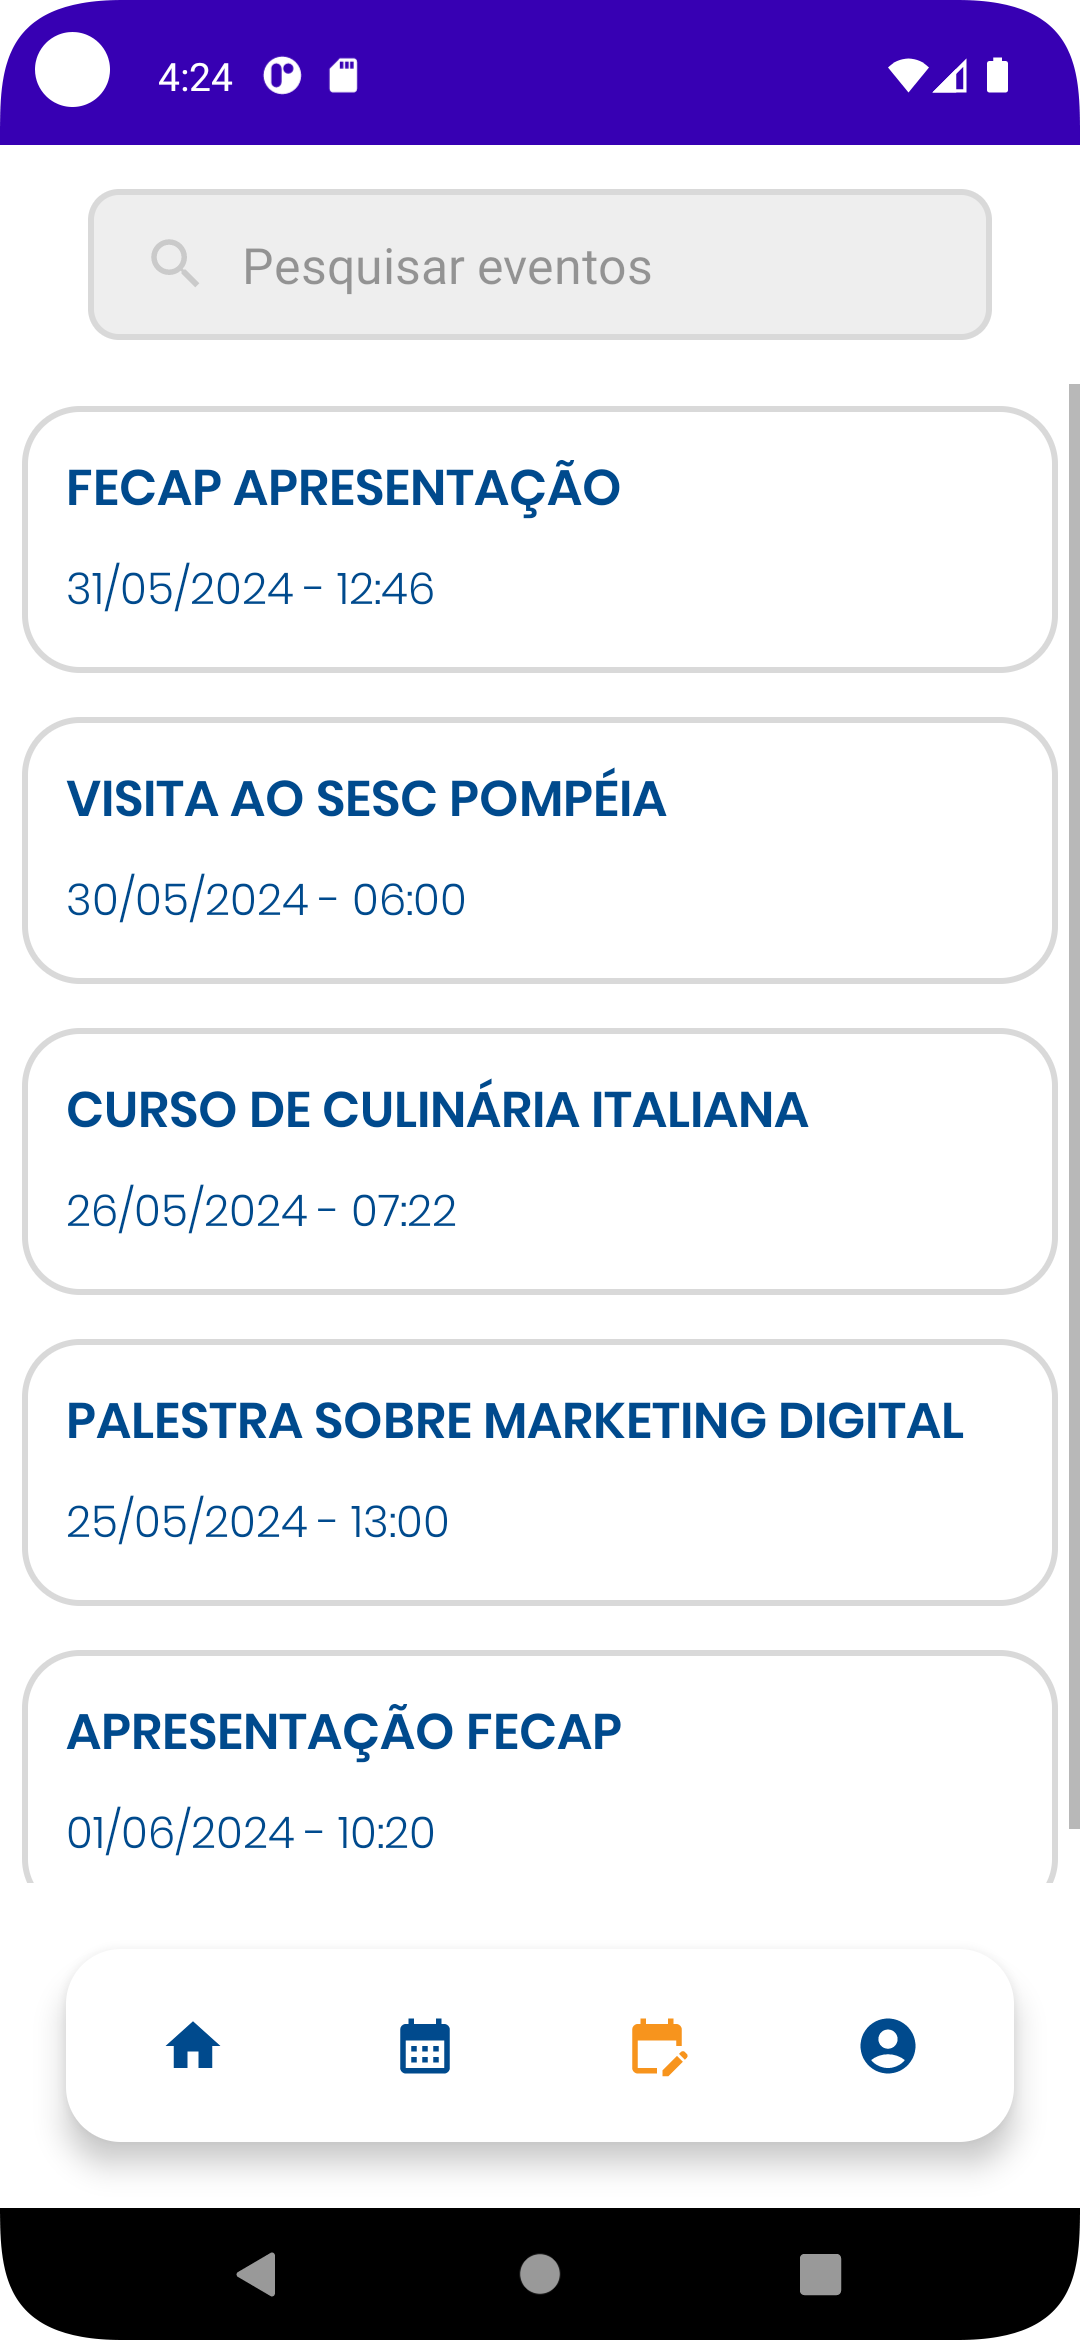 4:24
Pesquisar eventos
FECAP APRESENTAÇÃO
31/05/2024 - 12:46
VISITA AO SESC POMPÉIA
30/05/2024 - 06:00
CURSO DE CULINÁRIA ITALIANA
26/05/2024 - 07:22
PALESTRA SOBRE MARKETING DIGITAL
25/05/2024 - 13:00
APRESENTAÇÃO FECAP
01/06/2024 - 10:20